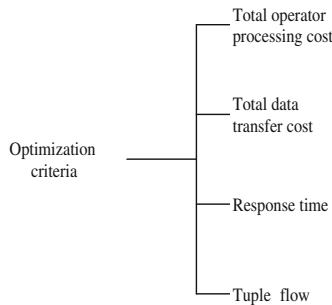 Total operator
processing cost
Total data
transfer cost
Optimization
criteria
Response time
Tuple flow